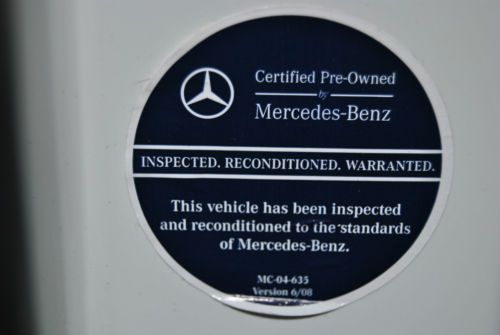 Certified Pre-Owned
by
Mercedes-Benz
INSPECTED. RECONDITIONED. WARRANTED.
This vehicle has been inspected
and reconditioned to the standards
of Mercedes-Benz.
MC-04-635
Version 6/08